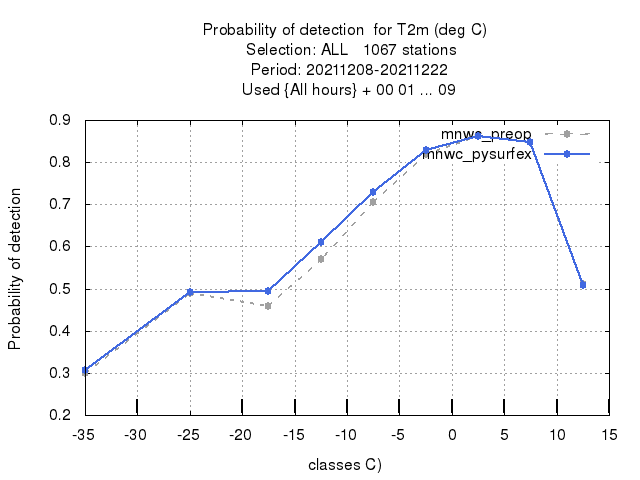 Probability of detection  for T2m (deg C)
Selection: ALL   1067 stations
Period: 20211208-20211222
Used {All hours} + 00 01 ... 09
mnwc_preop
mnwc_pysurfex
Probability of detection
0.9
0.8
0.7
0.6
0.5
0.4
0.3
0.2
-35 -30 -25 -20 -15 -10 -5 0 5 10 15
classes C)